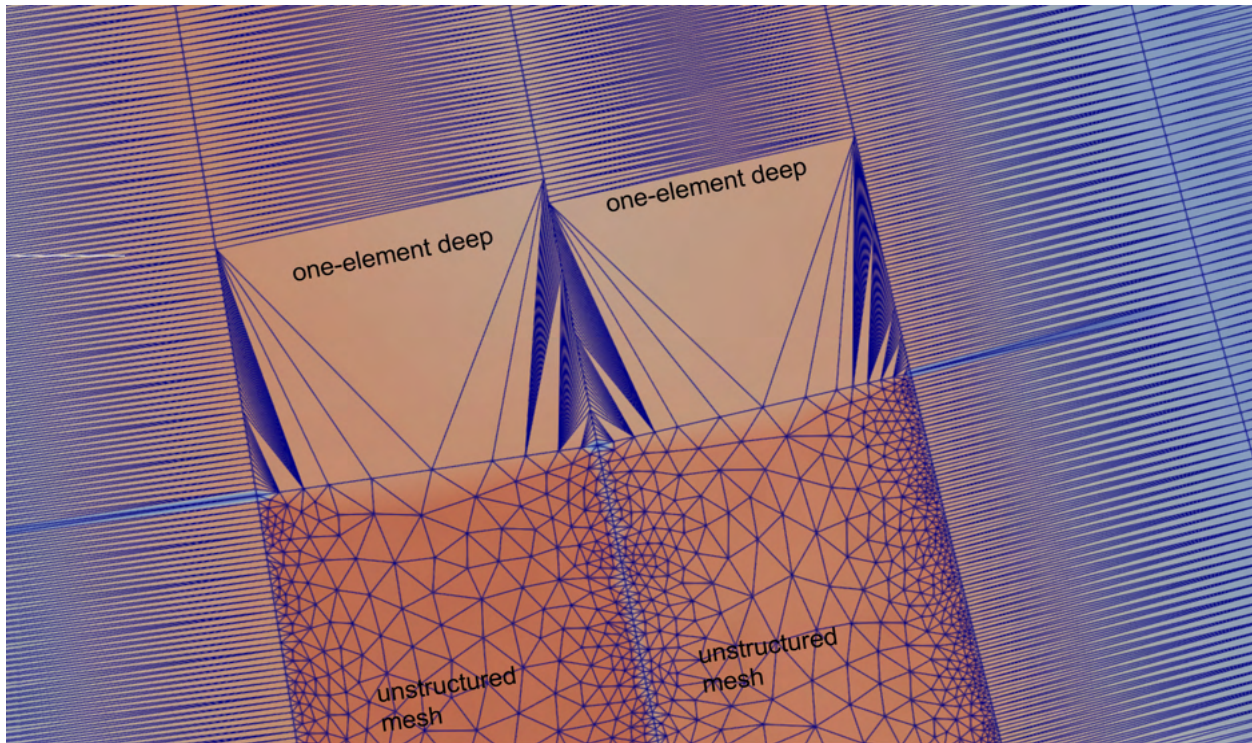 one-element deep
one-element deep
unstructured
mesh
unstructured
mesh